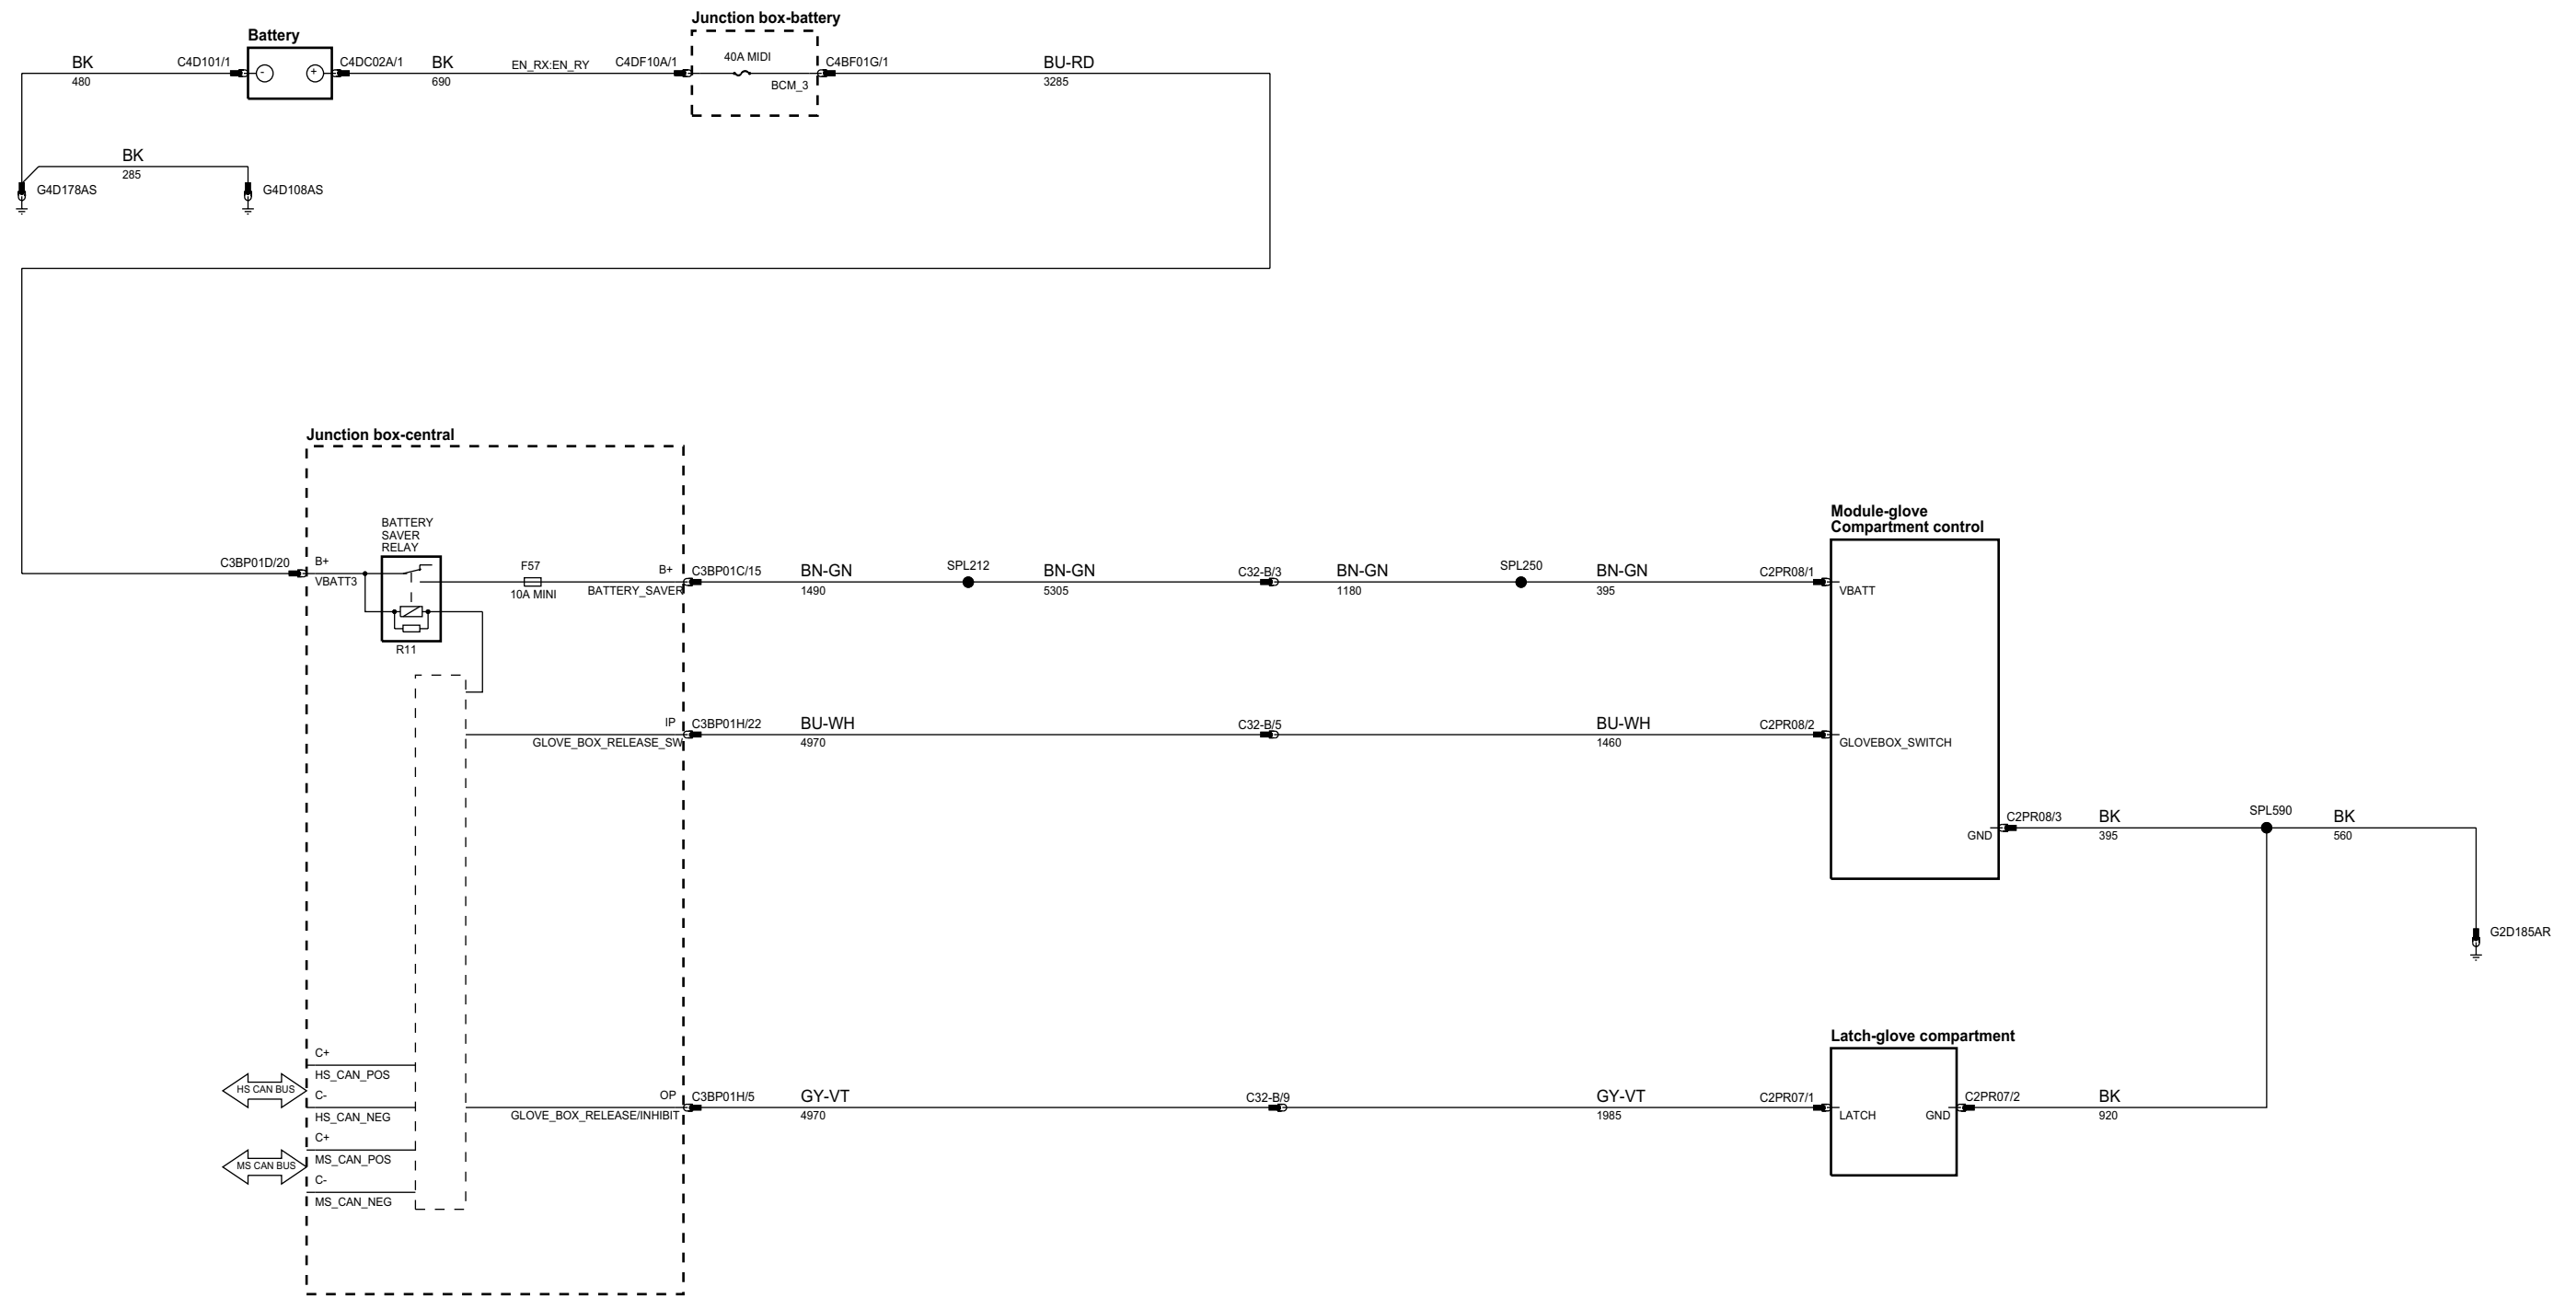 Junction box-battery
Battery
BK
480
C4D101/1
-
+
C4DC02A/1
BK
690
EN_RX:EN_RY
C4DF10A/1
40A MIDI
BCM_3
C4BF01G/1
BU-RD
3285
BK
285
G4D178AS
G4D108AS
Junction box-central
BATTERY
SAVER
RELAY
C3BP01D/20
B+
VBATT3
R11
F57
10A MINI
B+
BATTERY_SAVER
C3BP01C/15
BN-GN
1490
SPL212
BN-GN
5305
C32-B/3
BN-GN
1180
SPL250
BN-GN
395
C2PR08/1
Module-glove
Compartment control
VBATT
IP
GLOVE_BOX_RELEASE_SW
C3BP01H/22
BU-WH
4970
C32-B/5
BU-WH
1460
C2PR08/2
GLOVEBOX_SWITCH
GND
C2PR08/3
BK
395
SPL590
BK
560
G2D185AR
HS CAN BUS
C+
HS_CAN_POS
C-
HS_CAN_NEG
MS CAN BUS
C+
MS_CAN_POS
C-
MS_CAN_NEG
OP
GLOVE_BOX_RELEASE/INHIBIT
C3BP01H/5
GY-VT
4970
C32-B/9
GY-VT
1985
C2PR07/1
Latch-glove compartment
LATCH
GND
C2PR07/2
BK
920